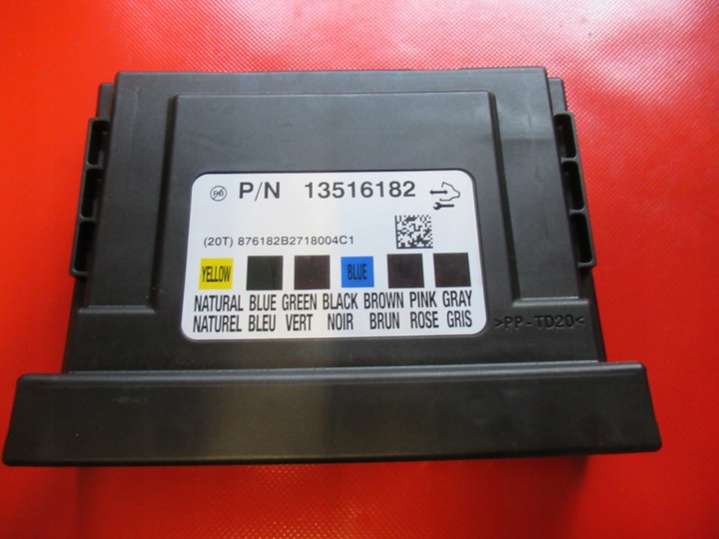 P/N 13516182
(20T) 876182B2718004C1
YELLOW BLUE
NATURAL BLUE GREEN BLACK BROWN PINK GRAY
NATUREL BLEU VERT NOIR BRUN ROSE GRIS
>PP-TD20<